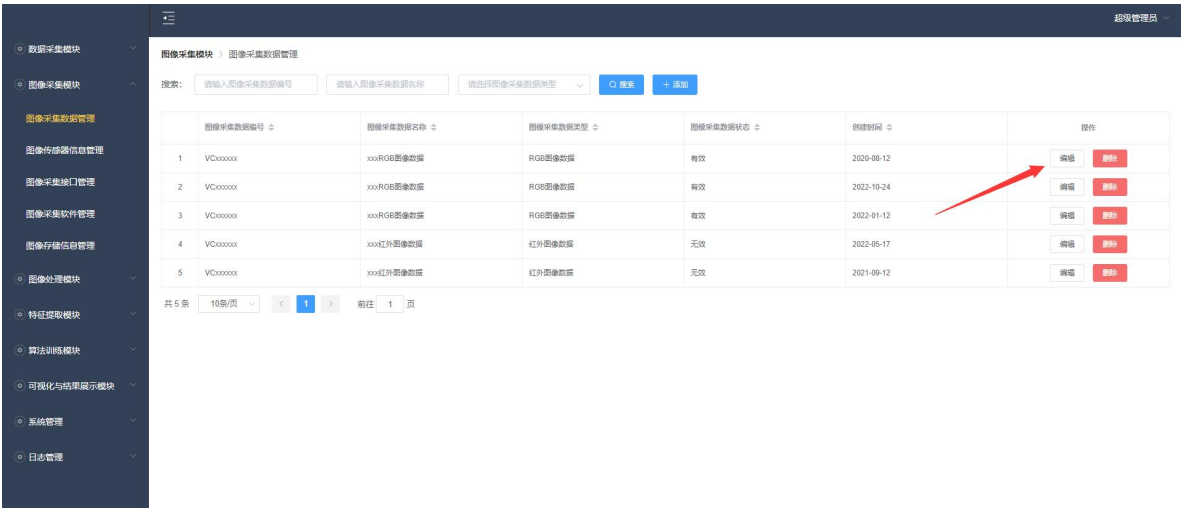 超级管理员
数据采集模块
图像采集模块
图像采集数据管理
图像传感器信息管理
图像采集接口管理
图像采集软件管理
图像存储信息管理
图像处理模块
特征提取模块
算法训练模块
可视化与结果展示模块
系统管理
日志管理
图像采集模块 > 图像采集数据管理
搜索: 请输入图像采集数据编号 请输入图像采集数据名称 请选择图像采集数据类型 搜索 + 添加
图像采集数据编号 图像采集数据名称 图像采集数据类型 图像采集数据状态 创建时间 操作
1 VCxxxxxx xxxRGB图像数据 RGB图像数据 有效 2020-08-12 编辑 删除
2 VCxxxxxx xxxRGB图像数据 RGB图像数据 有效 2022-10-24 编辑 删除
3 VCxxxxxx xxxRGB图像数据 RGB图像数据 有效 2022-01-12 编辑 删除
4 VCxxxxxx xxx红外图像数据 红外图像数据 无效 2022-05-17 编辑 删除
5 VCxxxxxx xxx红外图像数据 红外图像数据 无效 2021-09-12 编辑 删除
共 5 条 10条/页 < 1 > 前往 1 页